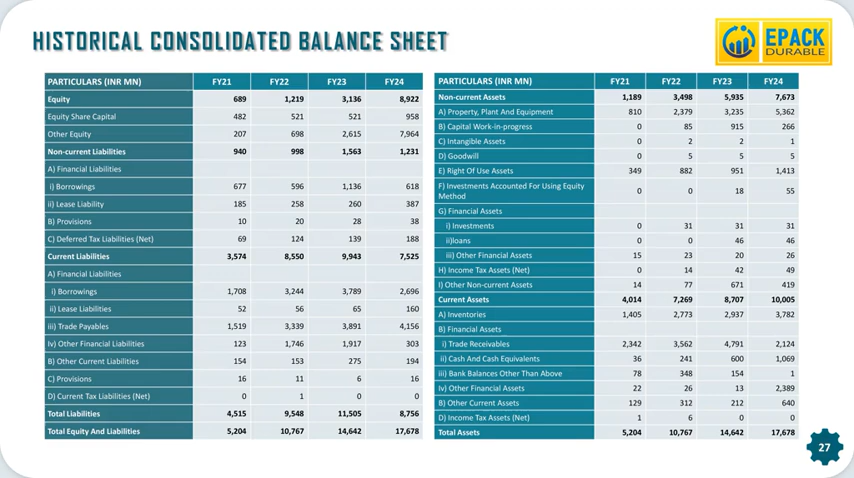 HISTORICAL CONSOLIDATED BALANCE SHEET
EPACK
DURABLE
PARTICULARS (INR MN) FY21 FY22 FY23 FY24
Equity 689 1,219 3,136 8,922
Equity Share Capital 482 521 521 958
Other Equity 207 698 2,615 7,964
Non-current Liabilities 940 998 1,563 1,231
A) Financial Liabilities
i) Borrowings 677 596 1,136 618
ii) Lease Liability 185 258 260 387
B) Provisions 10 20 28 38
C) Deferred Tax Liabilities (Net) 69 124 139 188
Current Liabilities 3,574 8,550 9,943 7,525
A) Financial Liabilities
i) Borrowings 1,708 3,244 3,789 2,696
ii) Lease Liabilities 52 56 65 160
iii) Trade Payables 1,519 3,339 3,891 4,156
Iv) Other Financial Liabilities 123 1,746 1,917 303
B) Other Current Liabilities 154 153 275 194
C) Provisions 16 11 6 16
D) Current Tax Liabilities (Net) 0 1 0 0
Total Liabilities 4,515 9,548 11,505 8,756
Total Equity And Liabilities 5,204 10,767 14,642 17,678
PARTICULARS (INR MN) FY21 FY22 FY23 FY24
Non-current Assets 1,189 3,498 5,935 7,673
A) Property, Plant And Equipment 810 2,379 3,235 5,362
B) Capital Work-in-progress 0 85 915 266
C) Intangible Assets 0 2 2 1
D) Goodwill 0 5 5 5
E) Right Of Use Assets 349 882 951 1,413
F) Investments Accounted For Using Equity
Method 0 0 18 55
G) Financial Assets
i) Investments 0 31 31 31
ii)loans 0 0 46 46
iii) Other Financial Assets 15 23 20 26
H) Income Tax Assets (Net) 0 14 42 49
I) Other Non-current Assets 14 77 671 419
Current Assets 4,014 7,269 8,707 10,005
A) Inventories 1,405 2,773 2,937 3,782
B) Financial Assets
i) Trade Receivables 2,342 3,562 4,791 2,124
ii) Cash And Cash Equivalents 36 241 600 1,069
iii) Bank Balances Other Than Above 78 348 154 1
Iv) Other Financial Assets 22 26 13 2,389
B) Other Current Assets 129 312 212 640
D) Income Tax Assets (Net) 1 6 0 0
Total Assets 5,204 10,767 14,642 17,678
27